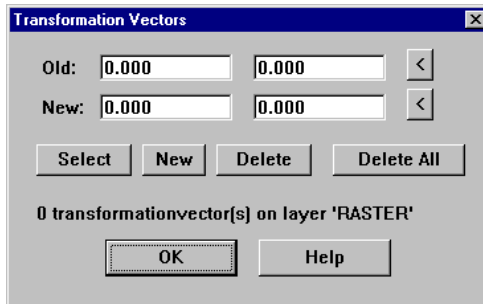 Transformation Vectors
Old: 0.000 0.000 <
New: 0.000 0.000 <
Select New Delete Delete All
0 transformationvector(s) on layer 'RASTER'
OK Help